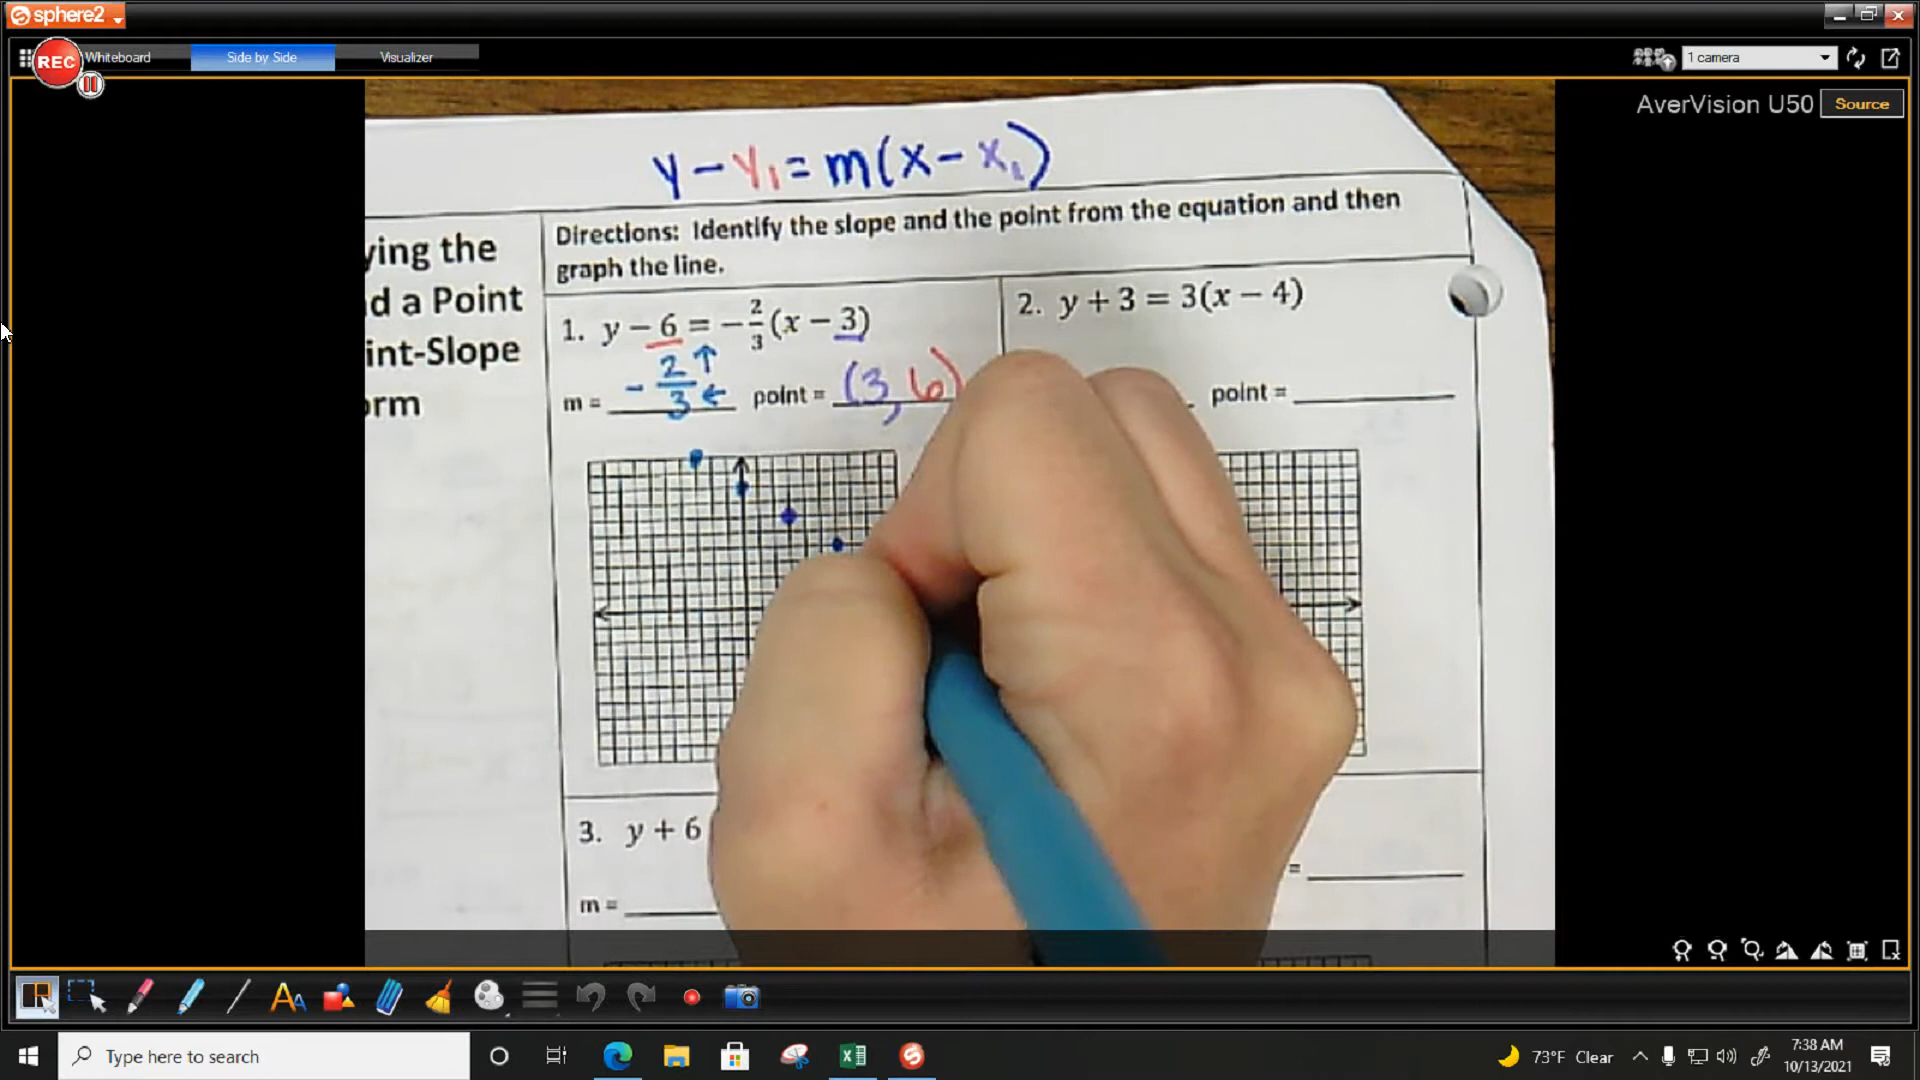 sphere2
REC
Whiteboard
Side by Side
Visualizer
1 camera
AverVision U50
Source
y - y₁ = m(x - x₁)
ying the
d a Point
int-Slope
orm
Directions: Identify the slope and the point from the equation and then
graph the line.
1. y − 6 = −2/3(x − 3)
m = - 2/3 ↑ ← point = (3, 6)
2. y + 3 = 3(x − 4)
point =
3. y + 6
m =
=
Type here to search
73°F Clear
7:38 AM
10/13/2021